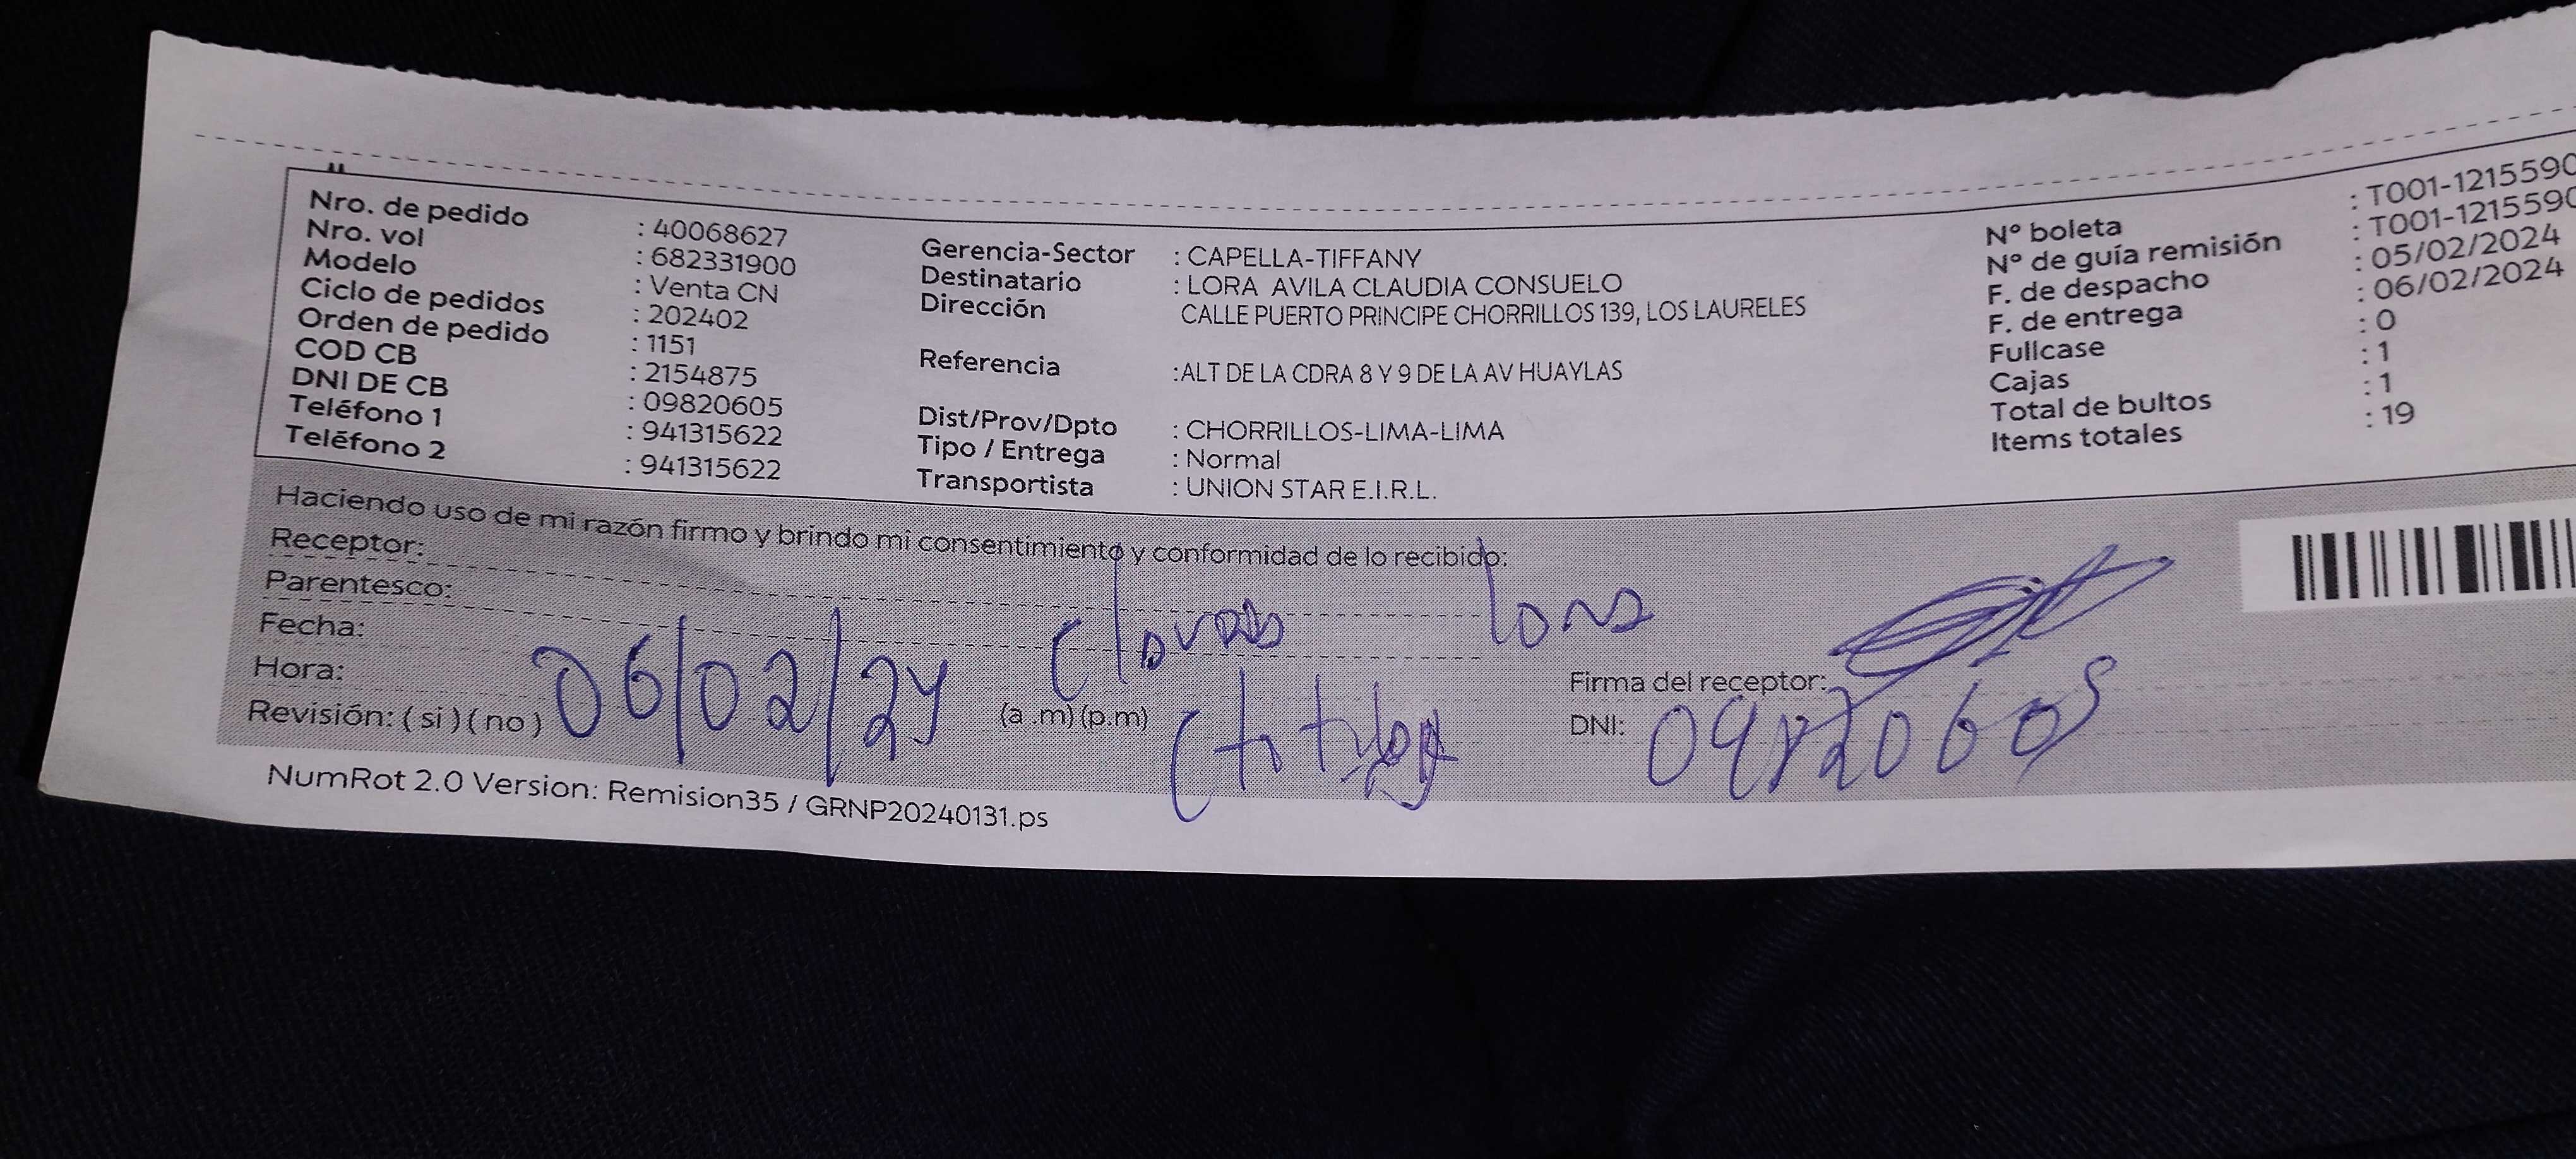 Nro. de pedido : 40068627
Nro. vol : 682331900
Modelo : Venta CN
Ciclo de pedidos : 202402
Orden de pedido : 1151
COD CB : 2154875
DNI DE CB : 09820605
Teléfono 1 : 941315622
Teléfono 2 : 941315622
Gerencia-Sector : CAPELLA-TIFFANY
Destinatario : LORA AVILA CLAUDIA CONSUELO
Dirección CALLE PUERTO PRINCIPE CHORRILLOS 139, LOS LAURELES
Referencia :ALT DE LA CDRA 8 Y 9 DE LA AV HUAYLAS
Dist/Prov/Dpto : CHORRILLOS-LIMA-LIMA
Tipo / Entrega : Normal
Transportista : UNION STAR E.I.R.L.
N° boleta : T001-1215590
N° de guía remisión : T001-1215590
F. de despacho : 05/02/2024
F. de entrega : 06/02/2024
Fullcase : 0
Cajas : 1
Total de bultos : 1
Items totales : 19
Haciendo uso de mi razón firmo y brindo mi consentimiento y conformidad de lo recibido:
Receptor:
Parentesco: Lora
Fecha: 06/02/24
Hora: (a .m) (p.m)
Revisión: ( si ) ( no )
Firma del receptor:
DNI: 09820605
NumRot 2.0 Version: Remision35 / GRNP20240131.ps